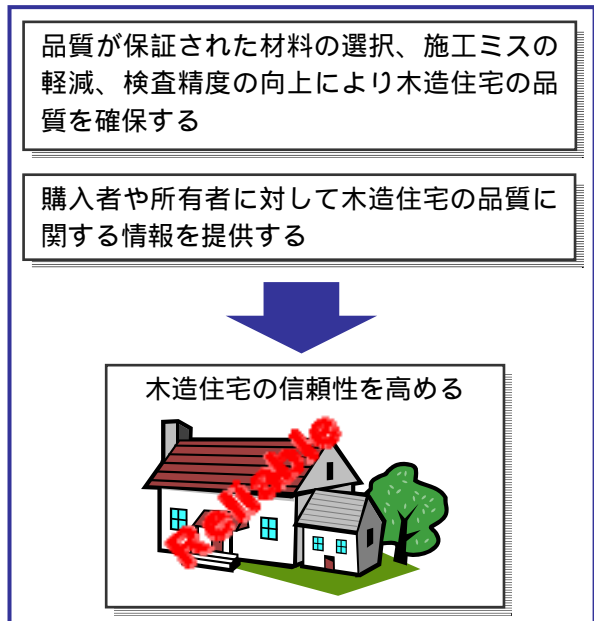 品質が保証された材料の選択、施工ミスの
軽減、検査精度の向上により木造住宅の品
質を確保する
購入者や所有者に対して木造住宅の品質に
関する情報を提供する
木造住宅の信頼性を高める
Reliable